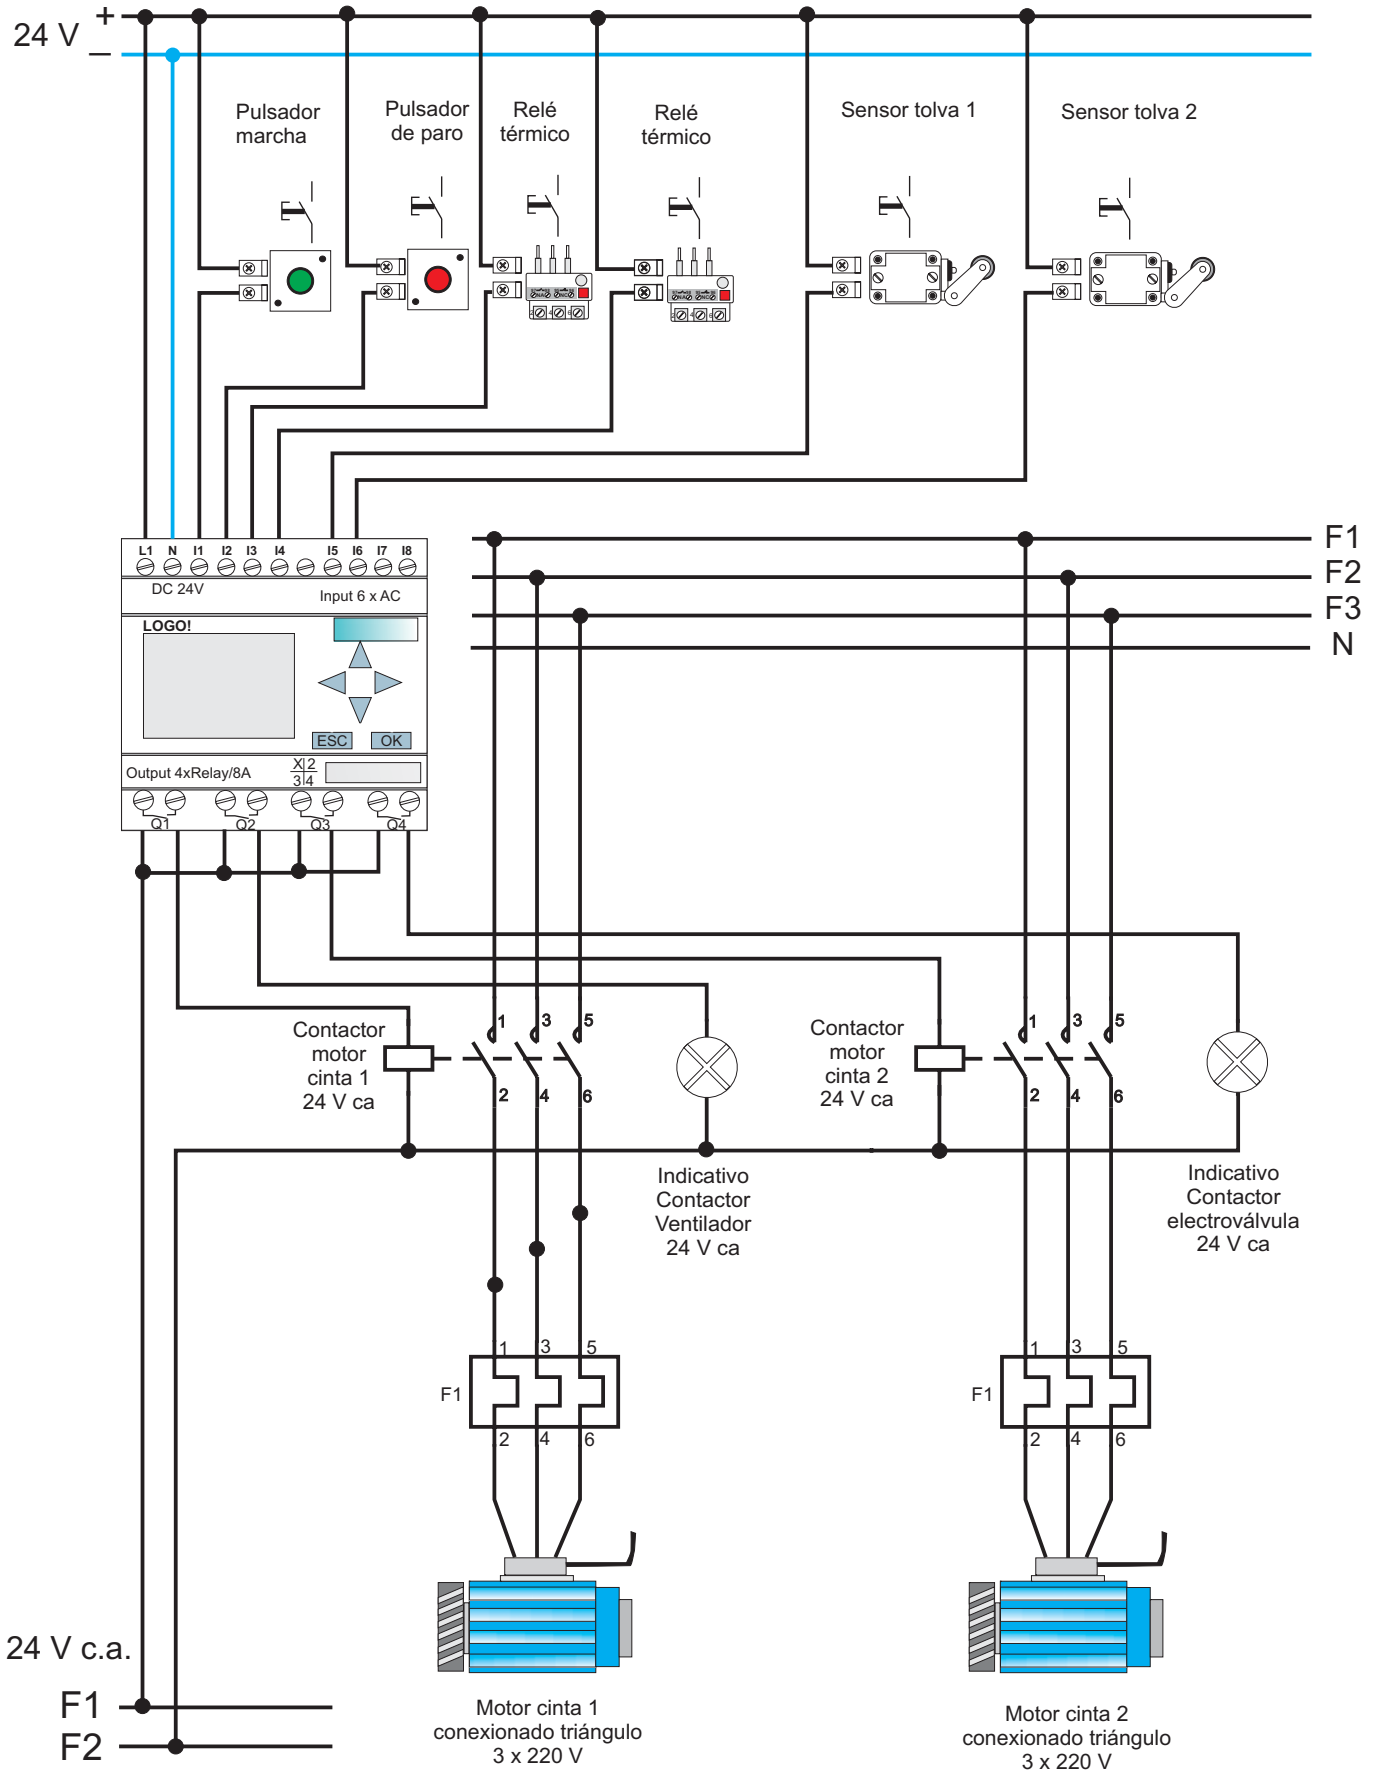 24 V
+
–
Pulsador
marcha
Pulsador
de paro
Relé
térmico
Relé
térmico
Sensor tolva 1
Sensor tolva 2
L1 N I1 I2 I3 I4 I5 I6 I7 I8
DC 24V
Input 6 x AC
LOGO!
ESC OK
Output 4xRelay/8A
X 2
3 4
Q1 Q2 Q3 Q4
F1
F2
F3
N
Contactor
motor
cinta 1
24 V ca
1 3 5
2 4 6
Indicativo
Contactor
Ventilador
24 V ca
Contactor
motor
cinta 2
24 V ca
1 3 5
2 4 6
Indicativo
Contactor
electroválvula
24 V ca
1 3 5
F1
2 4 6
1 3 5
F1
2 4 6
24 V c.a.
F1
F2
Motor cinta 1
conexionado triángulo
3 x 220 V
Motor cinta 2
conexionado triángulo
3 x 220 V